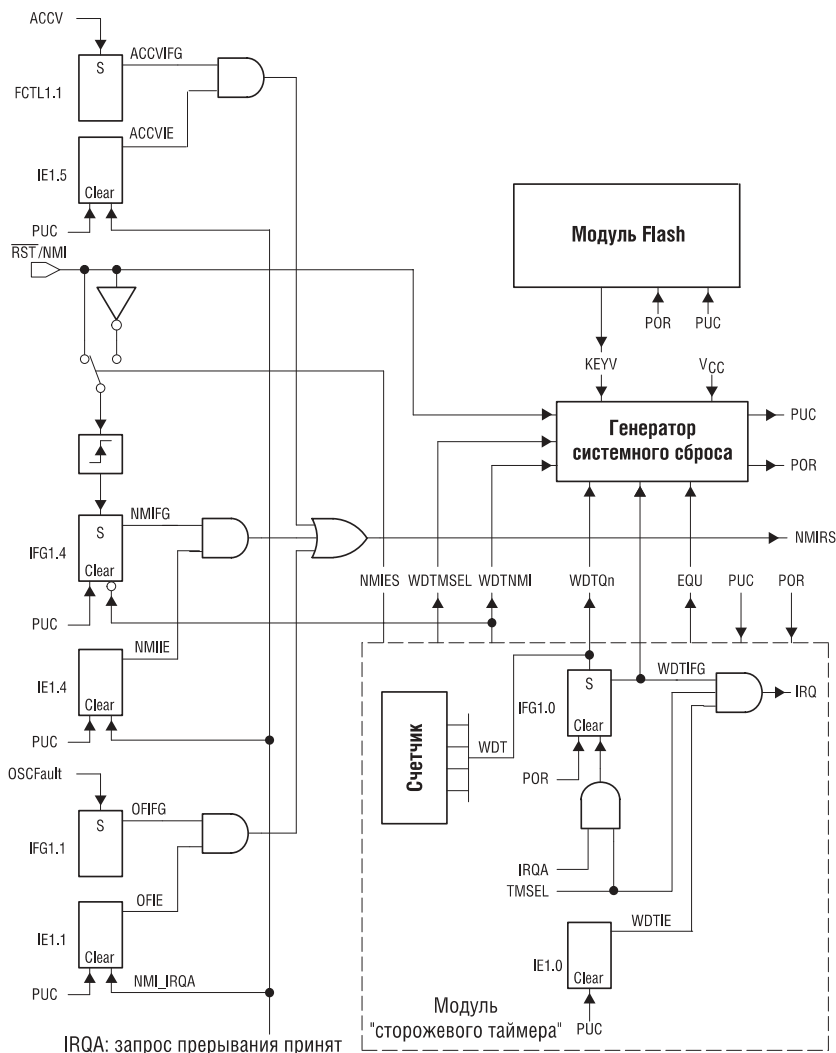 ACCV
S
ACCVIFG
FCTL1.1
ACCVIE
IE1.5
Clear
PUC
RST/NMI
Модуль Flash
POR
PUC
KEYV
VCC
Генератор
системного сброса
PUC
POR
S
NMIFG
IFG1.4
Clear
NMIRS
NMIES
WDTMSEL
WDTNMI
WDTQn
EQU
PUC
POR
PUC
NMIIE
IE1.4
Clear
PUC
S
WDTIFG
IRQ
IFG1.0
Clear
WDT
Счетчик
POR
OSCFault
OFIFG
S
IFG1.1
IRQA
TMSEL
OFIE
IE1.1
Clear
WDTIE
IE1.0
Clear
NMI_IRQA
PUC
PUC
Модуль
"сторожевого таймера"
IRQA: запрос прерывания принят